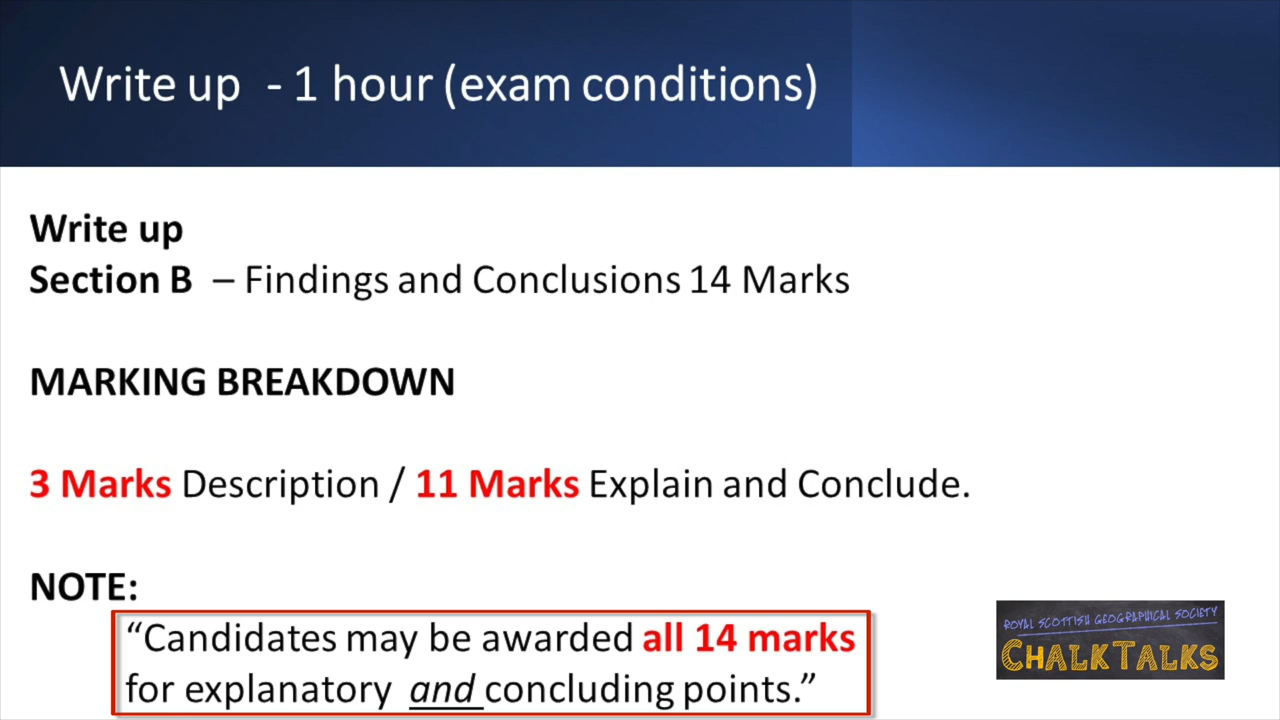 Write up - 1 hour (exam conditions)
Write up
Section B – Findings and Conclusions 14 Marks
MARKING BREAKDOWN
3 Marks Description / 11 Marks Explain and Conclude.
NOTE:
“Candidates may be awarded all 14 marks
for explanatory and concluding points.”
ROYAL SCOTTISH GEOGRAPHICAL SOCIETY
CHALKTALKS